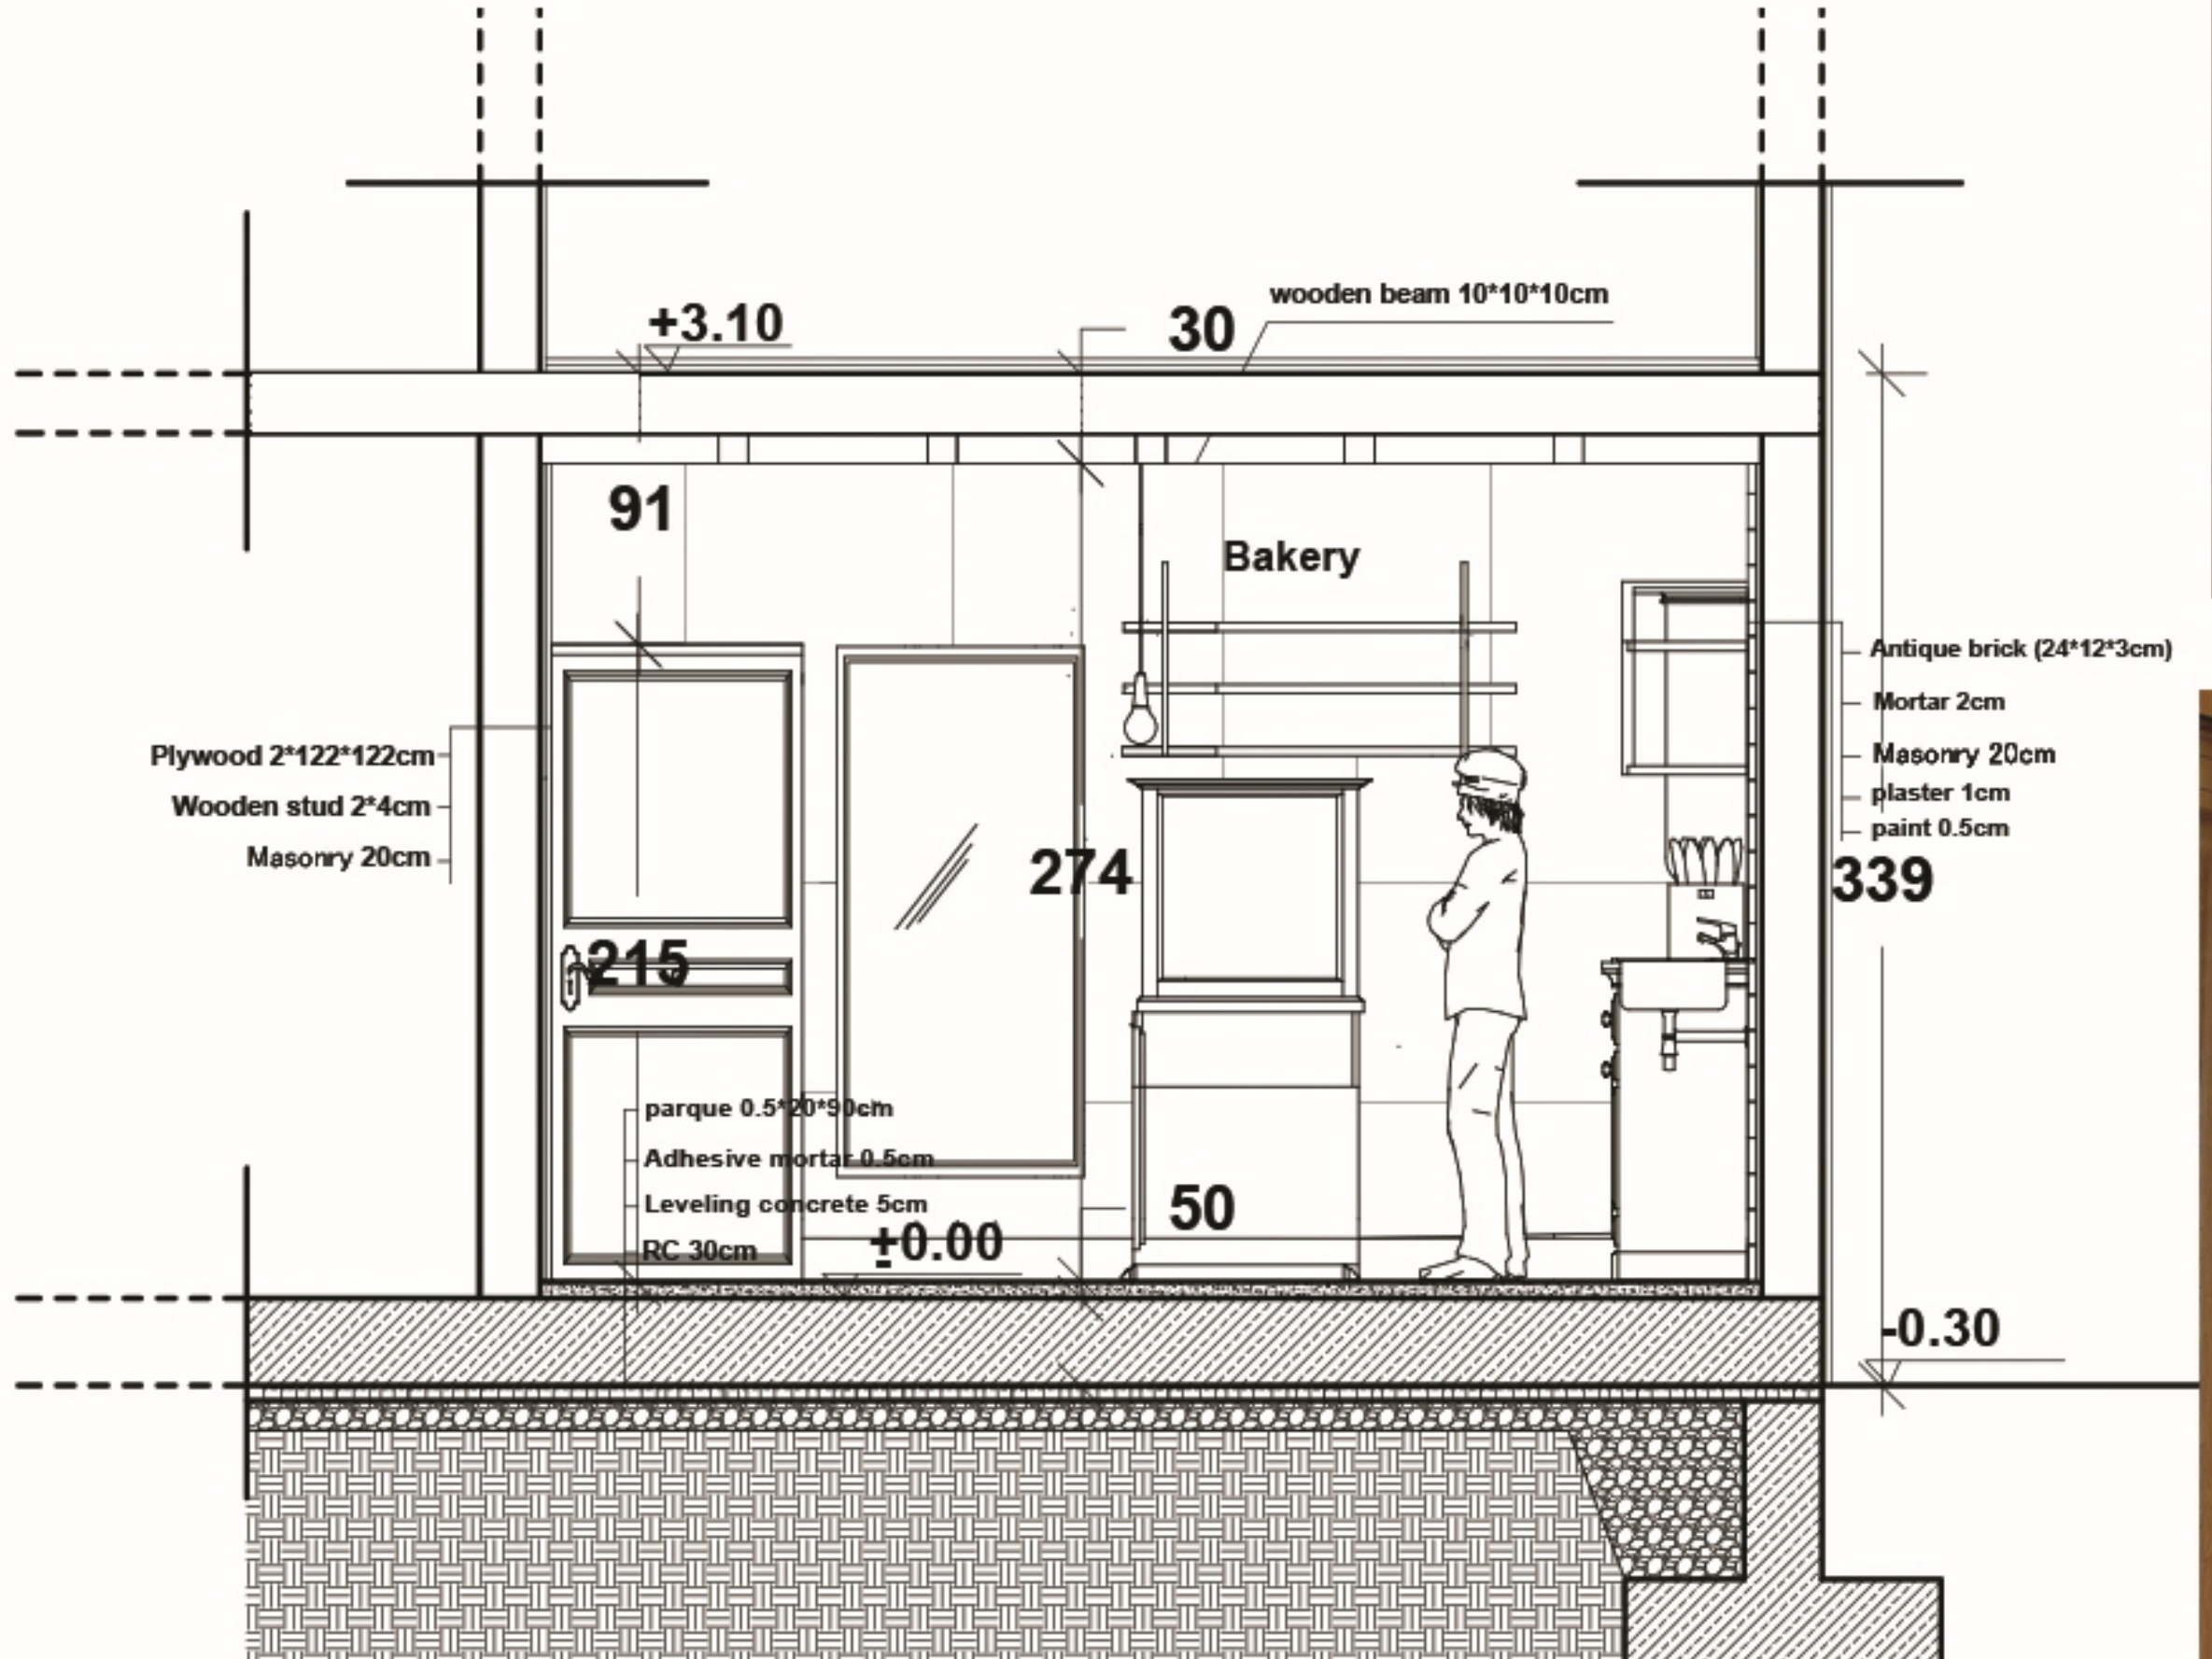 +3.10
30
wooden beam 10*10*10cm
91
Bakery
Antique brick (24*12*3cm)
Mortar 2cm
Masonry 20cm
plaster 1cm
paint 0.5cm
339
Plywood 2*122*122cm
Wooden stud 2*4cm
Masonry 20cm
274
215
parque 0.5*20*90cm
Adhesive mortar 0.5cm
Leveling concrete 5cm
RC 30cm
±0.00
50
-0.30